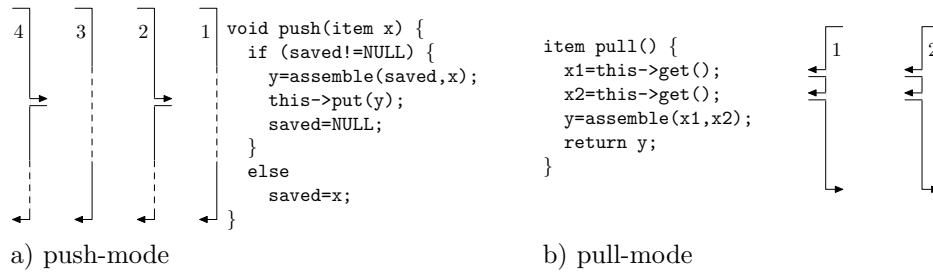 4 3 2 1
void push(item x) {
if (saved!=NULL) {
y=assemble(saved,x);
this->put(y);
saved=NULL;
}
else
saved=x;
}
a) push-mode
item pull() {
x1=this->get();
x2=this->get();
y=assemble(x1,x2);
return y;
}
1 2
b) pull-mode